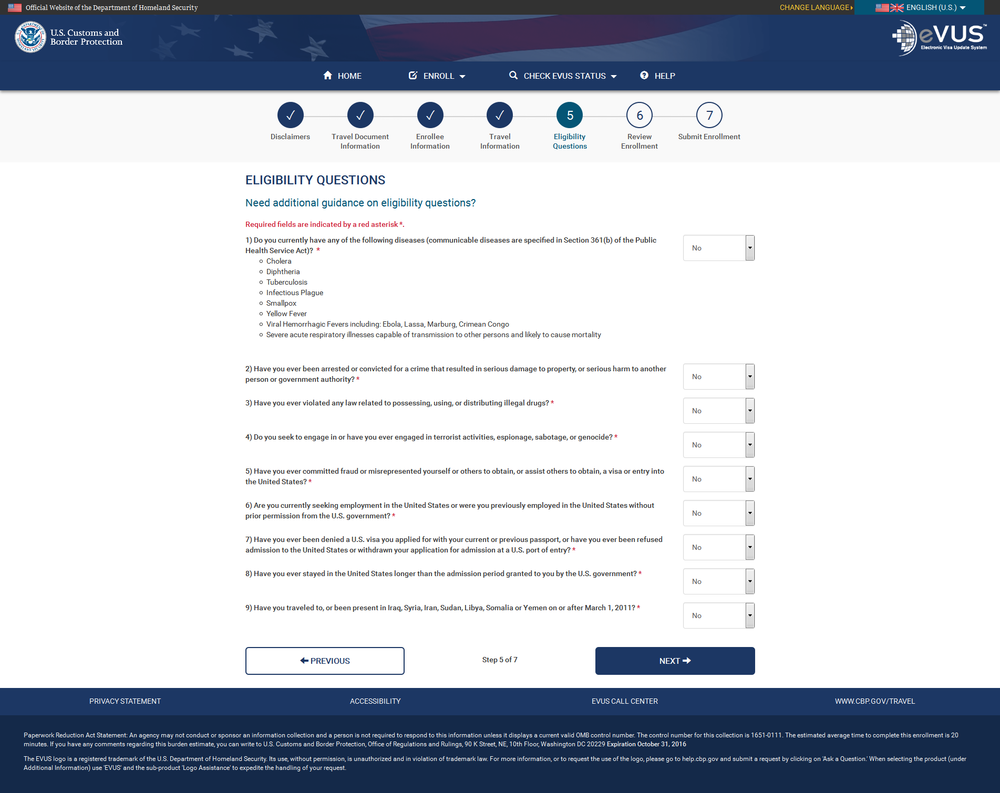 Official Website of the Department of Homeland Security
CHANGE LANGUAGE
ENGLISH (U.S.)
U.S. Customs and
Border Protection
eVUS™
Electronic Visa Update System
HOME
ENROLL
CHECK EVUS STATUS
HELP
5
6
7
Disclaimers
Travel Document
Information
Enrollee
Information
Travel
Information
Eligibility
Questions
Review
Enrollment
Submit Enrollment
ELIGIBILITY QUESTIONS
Need additional guidance on eligibility questions?
Required fields are indicated by a red asterisk *.
1) Do you currently have any of the following diseases (communicable diseases are specified in Section 361(b) of the Public
Health Service Act)? *
No
Cholera
Diphtheria
Tuberculosis
Infectious Plague
Smallpox
Yellow Fever
Viral Hemorrhagic Fevers including: Ebola, Lassa, Marburg, Crimean Congo
Severe acute respiratory illnesses capable of transmission to other persons and likely to cause mortality
2) Have you ever been arrested or convicted for a crime that resulted in serious damage to property, or serious harm to another
person or government authority? *
No
3) Have you ever violated any law related to possessing, using, or distributing illegal drugs? *
No
4) Do you seek to engage in or have you ever engaged in terrorist activities, espionage, sabotage, or genocide? *
No
5) Have you ever committed fraud or misrepresented yourself or others to obtain, or assist others to obtain, a visa or entry into
the United States? *
No
6) Are you currently seeking employment in the United States or were you previously employed in the United States without
prior permission from the U.S. government? *
No
7) Have you ever been denied a U.S. visa you applied for with your current or previous passport, or have you ever been refused
admission to the United States or withdrawn your application for admission at a U.S. port of entry? *
No
8) Have you ever stayed in the United States longer than the admission period granted to you by the U.S. government? *
No
9) Have you traveled to, or been present in Iraq, Syria, Iran, Sudan, Libya, Somalia or Yemen on or after March 1, 2011? *
No
PREVIOUS
Step 5 of 7
NEXT
PRIVACY STATEMENT
ACCESSIBILITY
EVUS CALL CENTER
WWW.CBP.GOV/TRAVEL
Paperwork Reduction Act Statement: An agency may not conduct or sponsor an information collection and a person is not required to respond to this information unless it displays a current valid OMB control number. The control number for this collection is 1651-0111. The estimated average time to complete this enrollment is 20
minutes. If you have any comments regarding this burden estimate, you can write to U.S. Customs and Border Protection, Office of Regulations and Rulings, 90 K Street, NE, 10th Floor, Washington DC 20229 Expiration October 31, 2016
The EVUS logo is a registered trademark of the U.S. Department of Homeland Security. Its use, without permission, is unauthorized and in violation of trademark law. For more information, or to request the use of the logo, please go to help.cbp.gov and submit a request by clicking on 'Ask a Question.' When selecting the product (under
Additional Information) use 'EVUS' and the sub-product 'Logo Assistance' to expedite the handling of your request.